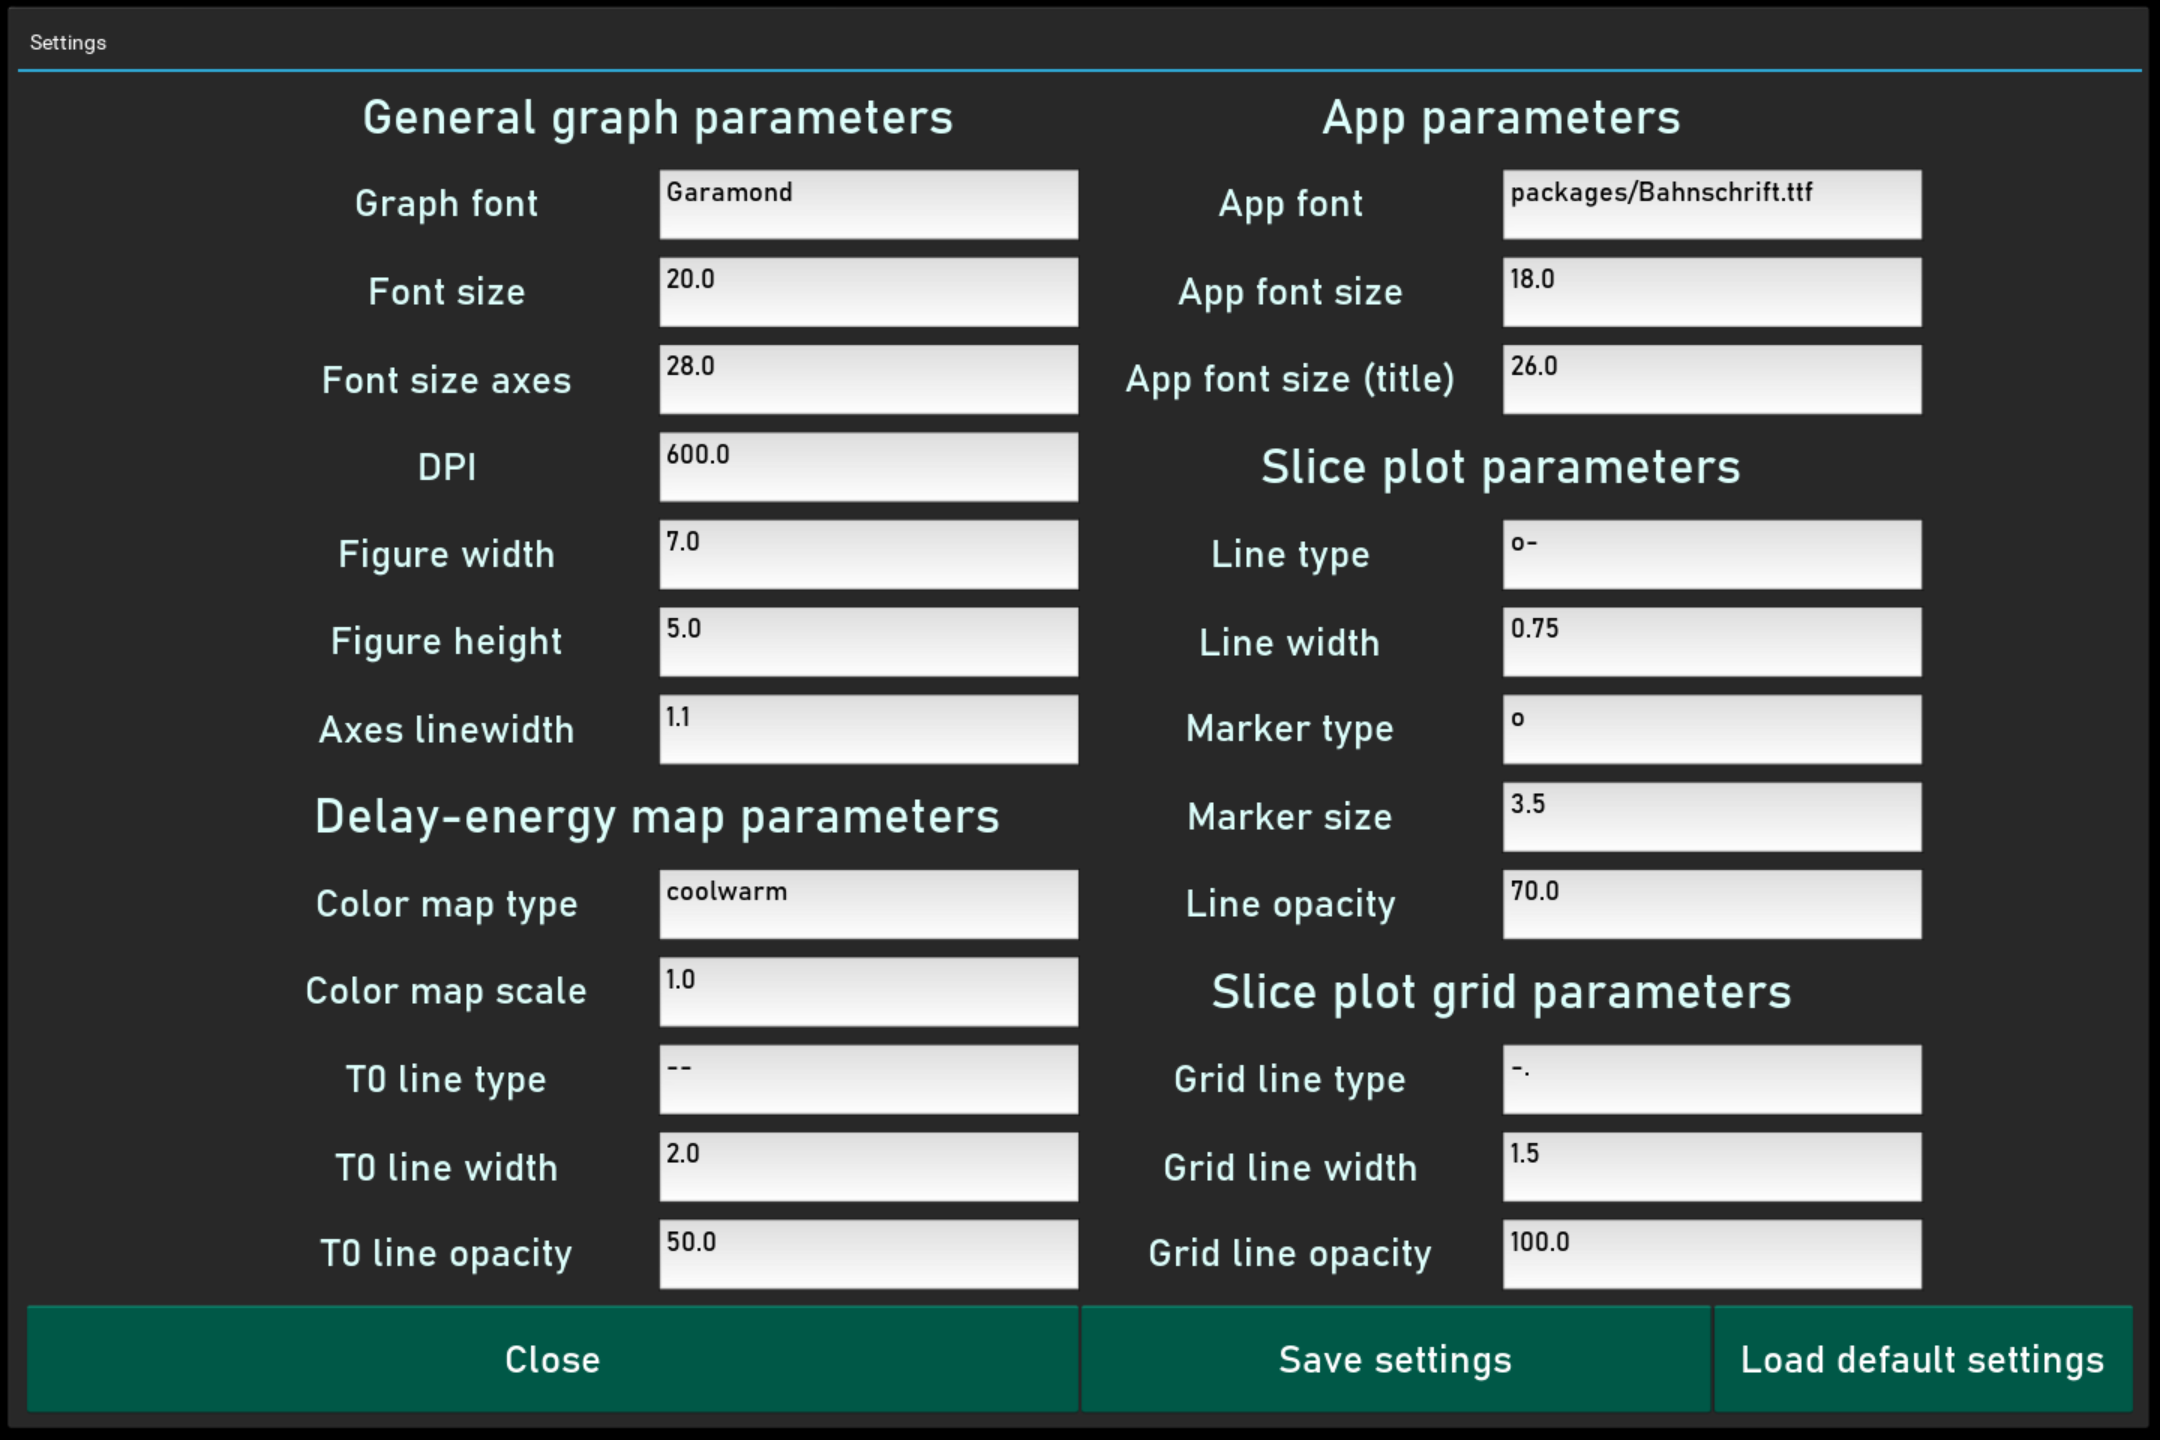 Settings
General graph parameters
Graph font Garamond
Font size 20.0
Font size axes 28.0
DPI 600.0
Figure width 7.0
Figure height 5.0
Axes linewidth 1.1
Delay-energy map parameters
Color map type coolwarm
Color map scale 1.0
T0 line type --
T0 line width 2.0
T0 line opacity 50.0
App parameters
App font packages/Bahnschrift.ttf
App font size 18.0
App font size (title) 26.0
Slice plot parameters
Line type o-
Line width 0.75
Marker type o
Marker size 3.5
Line opacity 70.0
Slice plot grid parameters
Grid line type -.
Grid line width 1.5
Grid line opacity 100.0
Close Save settings Load default settings